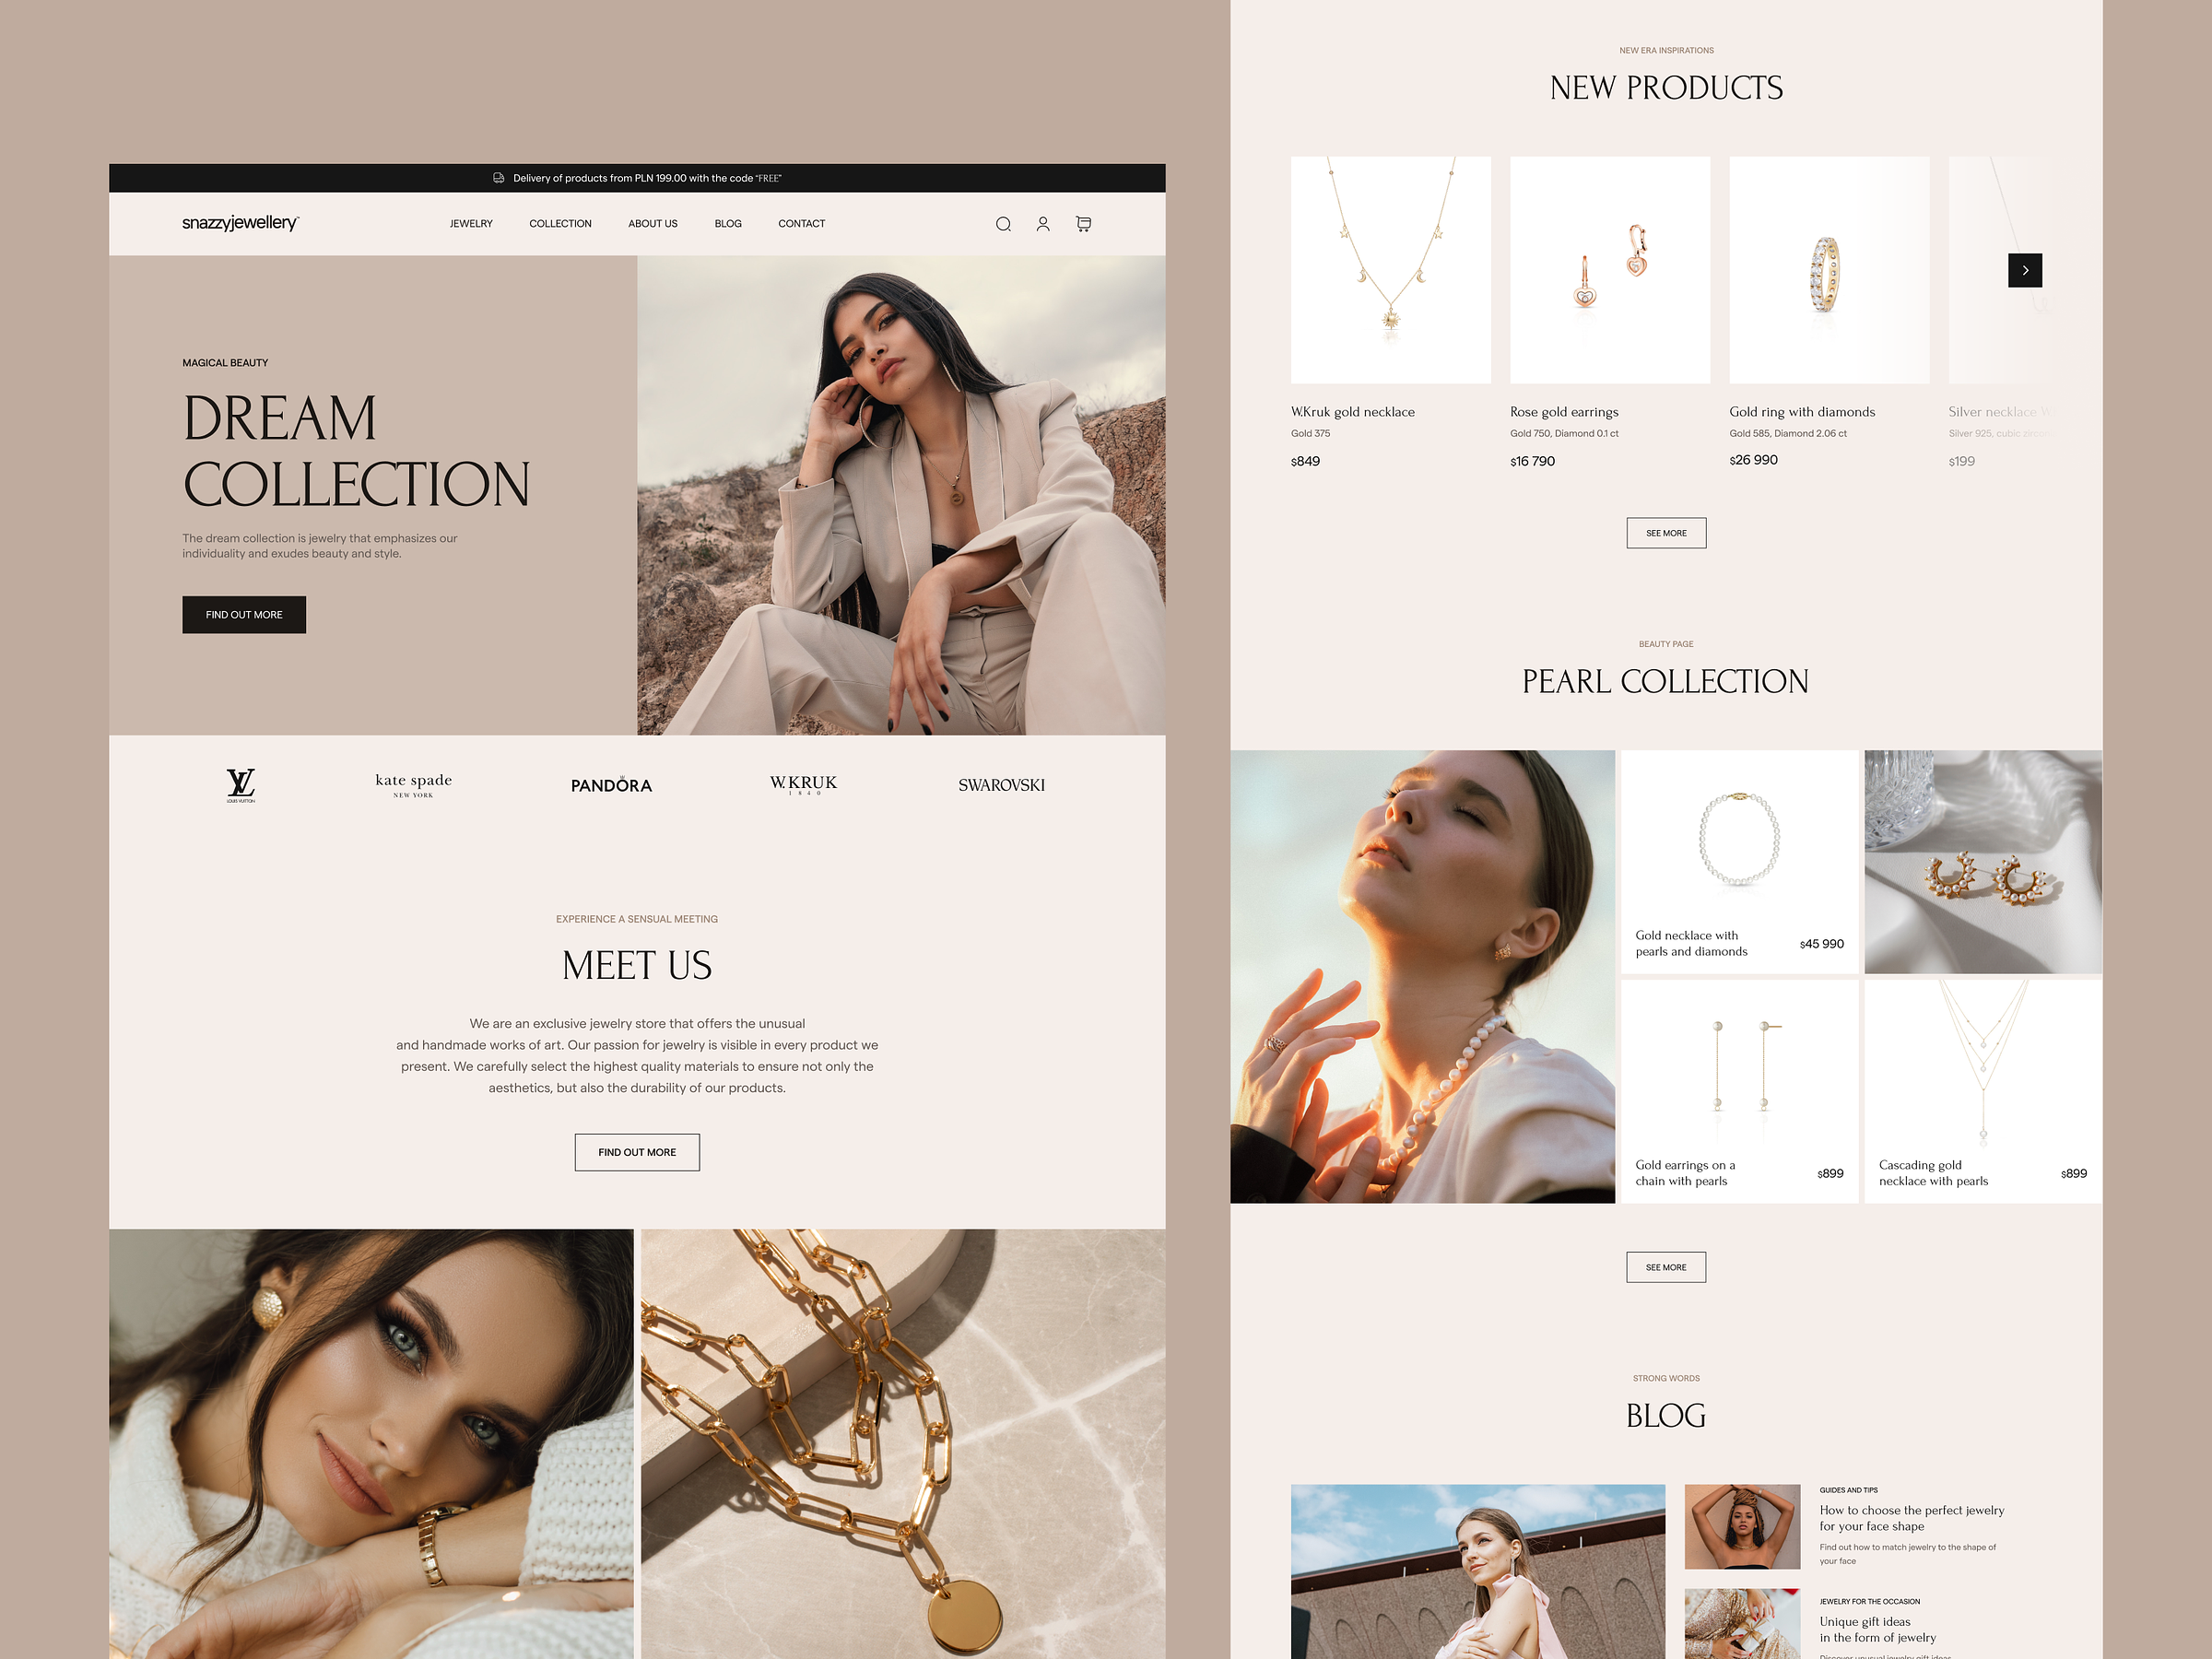 Delivery of products from PLN 199.00 with the code "FREE"
snazzyjewellery™
JEWELRY
COLLECTION
ABOUT US
BLOG
CONTACT
MAGICAL BEAUTY
DREAM
COLLECTION
The dream collection is jewelry that emphasizes our
individuality and exudes beauty and style.
FIND OUT MORE
LV
LOUIS VUITTON
kate spade
NEW YORK
PANDORA
W.KRUK
1840
SWAROVSKI
EXPERIENCE A SENSUAL MEETING
MEET US
We are an exclusive jewelry store that offers the unusual
and handmade works of art. Our passion for jewelry is visible in every product we
present. We carefully select the highest quality materials to ensure not only the
aesthetics, but also the durability of our products.
FIND OUT MORE
NEW ERA INSPIRATIONS
NEW PRODUCTS
W.Kruk gold necklace
Gold 375
$849
Rose gold earrings
Gold 750, Diamond 0.1 ct
$16 790
Gold ring with diamonds
Gold 585, Diamond 2.06 ct
$26 990
Silver necklace
Silver 925, cubic
$199
SEE MORE
BEAUTY PAGE
PEARL COLLECTION
Gold necklace with
pearls and diamonds
$45 990
Gold earrings on a
chain with pearls
$899
Cascading gold
necklace with pearls
$899
SEE MORE
STRONG WORDS
BLOG
GUIDES AND TIPS
How to choose the perfect jewelry
for your face shape
Find out how to match jewelry to the shape of
your face
JEWELRY FOR THE OCCASION
Unique gift ideas
in the form of jewelry